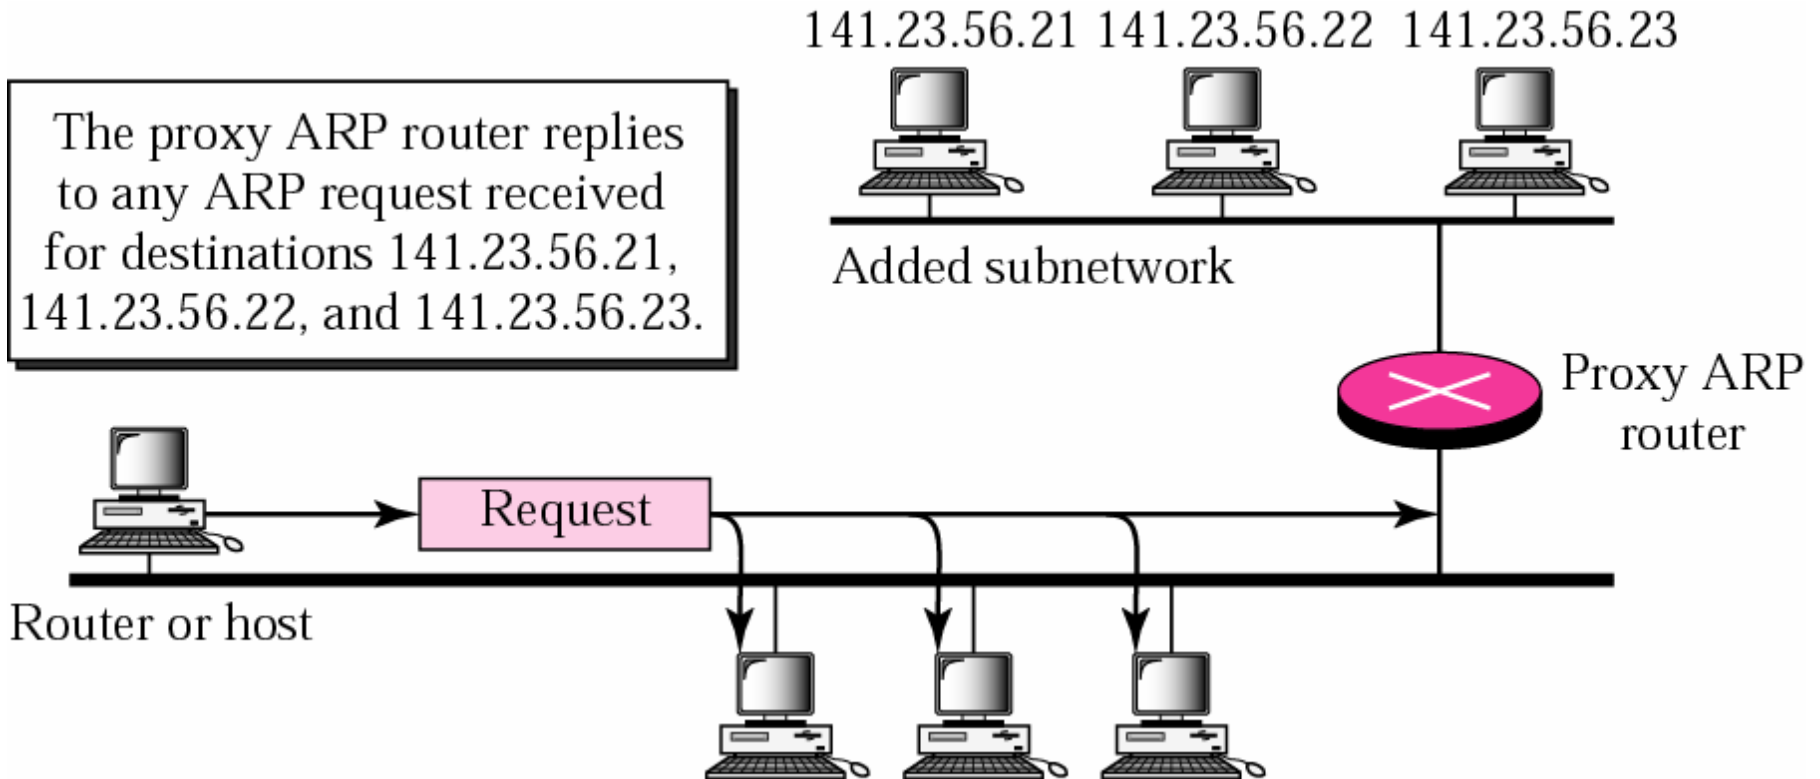 141.23.56.21 141.23.56.22 141.23.56.23
The proxy ARP router replies
to any ARP request received
for destinations 141.23.56.21,
141.23.56.22, and 141.23.56.23.
Added subnetwork
Proxy ARP
router
Request
Router or host